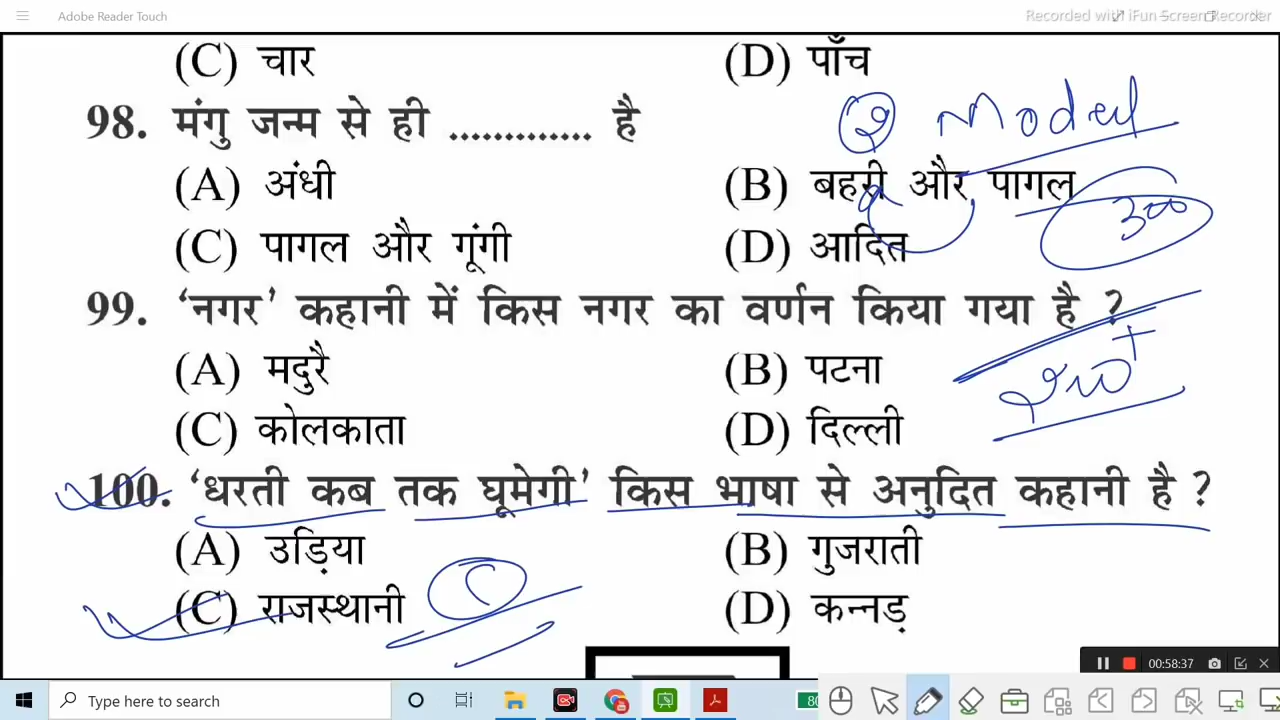 Adobe Reader Touch
Recorded with iFun Screen Recorder
(C) चार (D) पाँच
98. मंगु जन्म से ही ............. है
② Model
(A) अंधी (B) बहरी और पागल
300
(C) पागल और गूंगी (D) आदित
99. ‘नगर’ कहानी में किस नगर का वर्णन किया गया है ?
(A) मदुरै (B) पटना
(C) कोलकाता (D) दिल्ली
100. ‘धरती कब तक घूमेगी’ किस भाषा से अनुदित कहानी है ?
(A) उड़िया (B) गुजराती
(C) राजस्थानी (D) कन्नड़
C
00:58:37
Type here to search
80